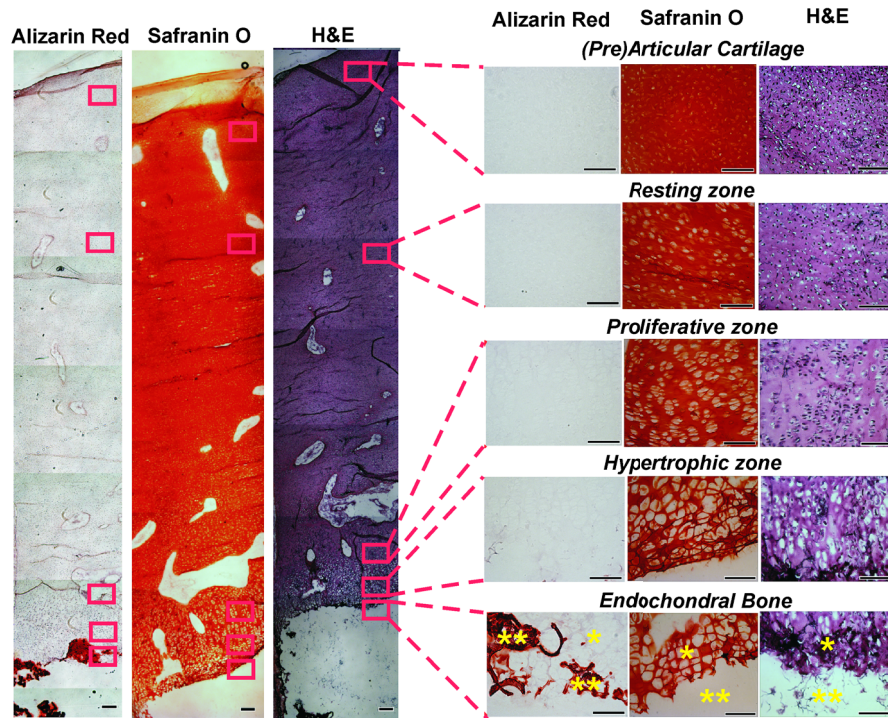 Alizarin Red Safranin O H&E
Alizarin Red Safranin O H&E
(Pre)Articular Cartilage
Resting zone
Proliferative zone
Hypertrophic zone
Endochondral Bone
** *
**
*
**
*
**